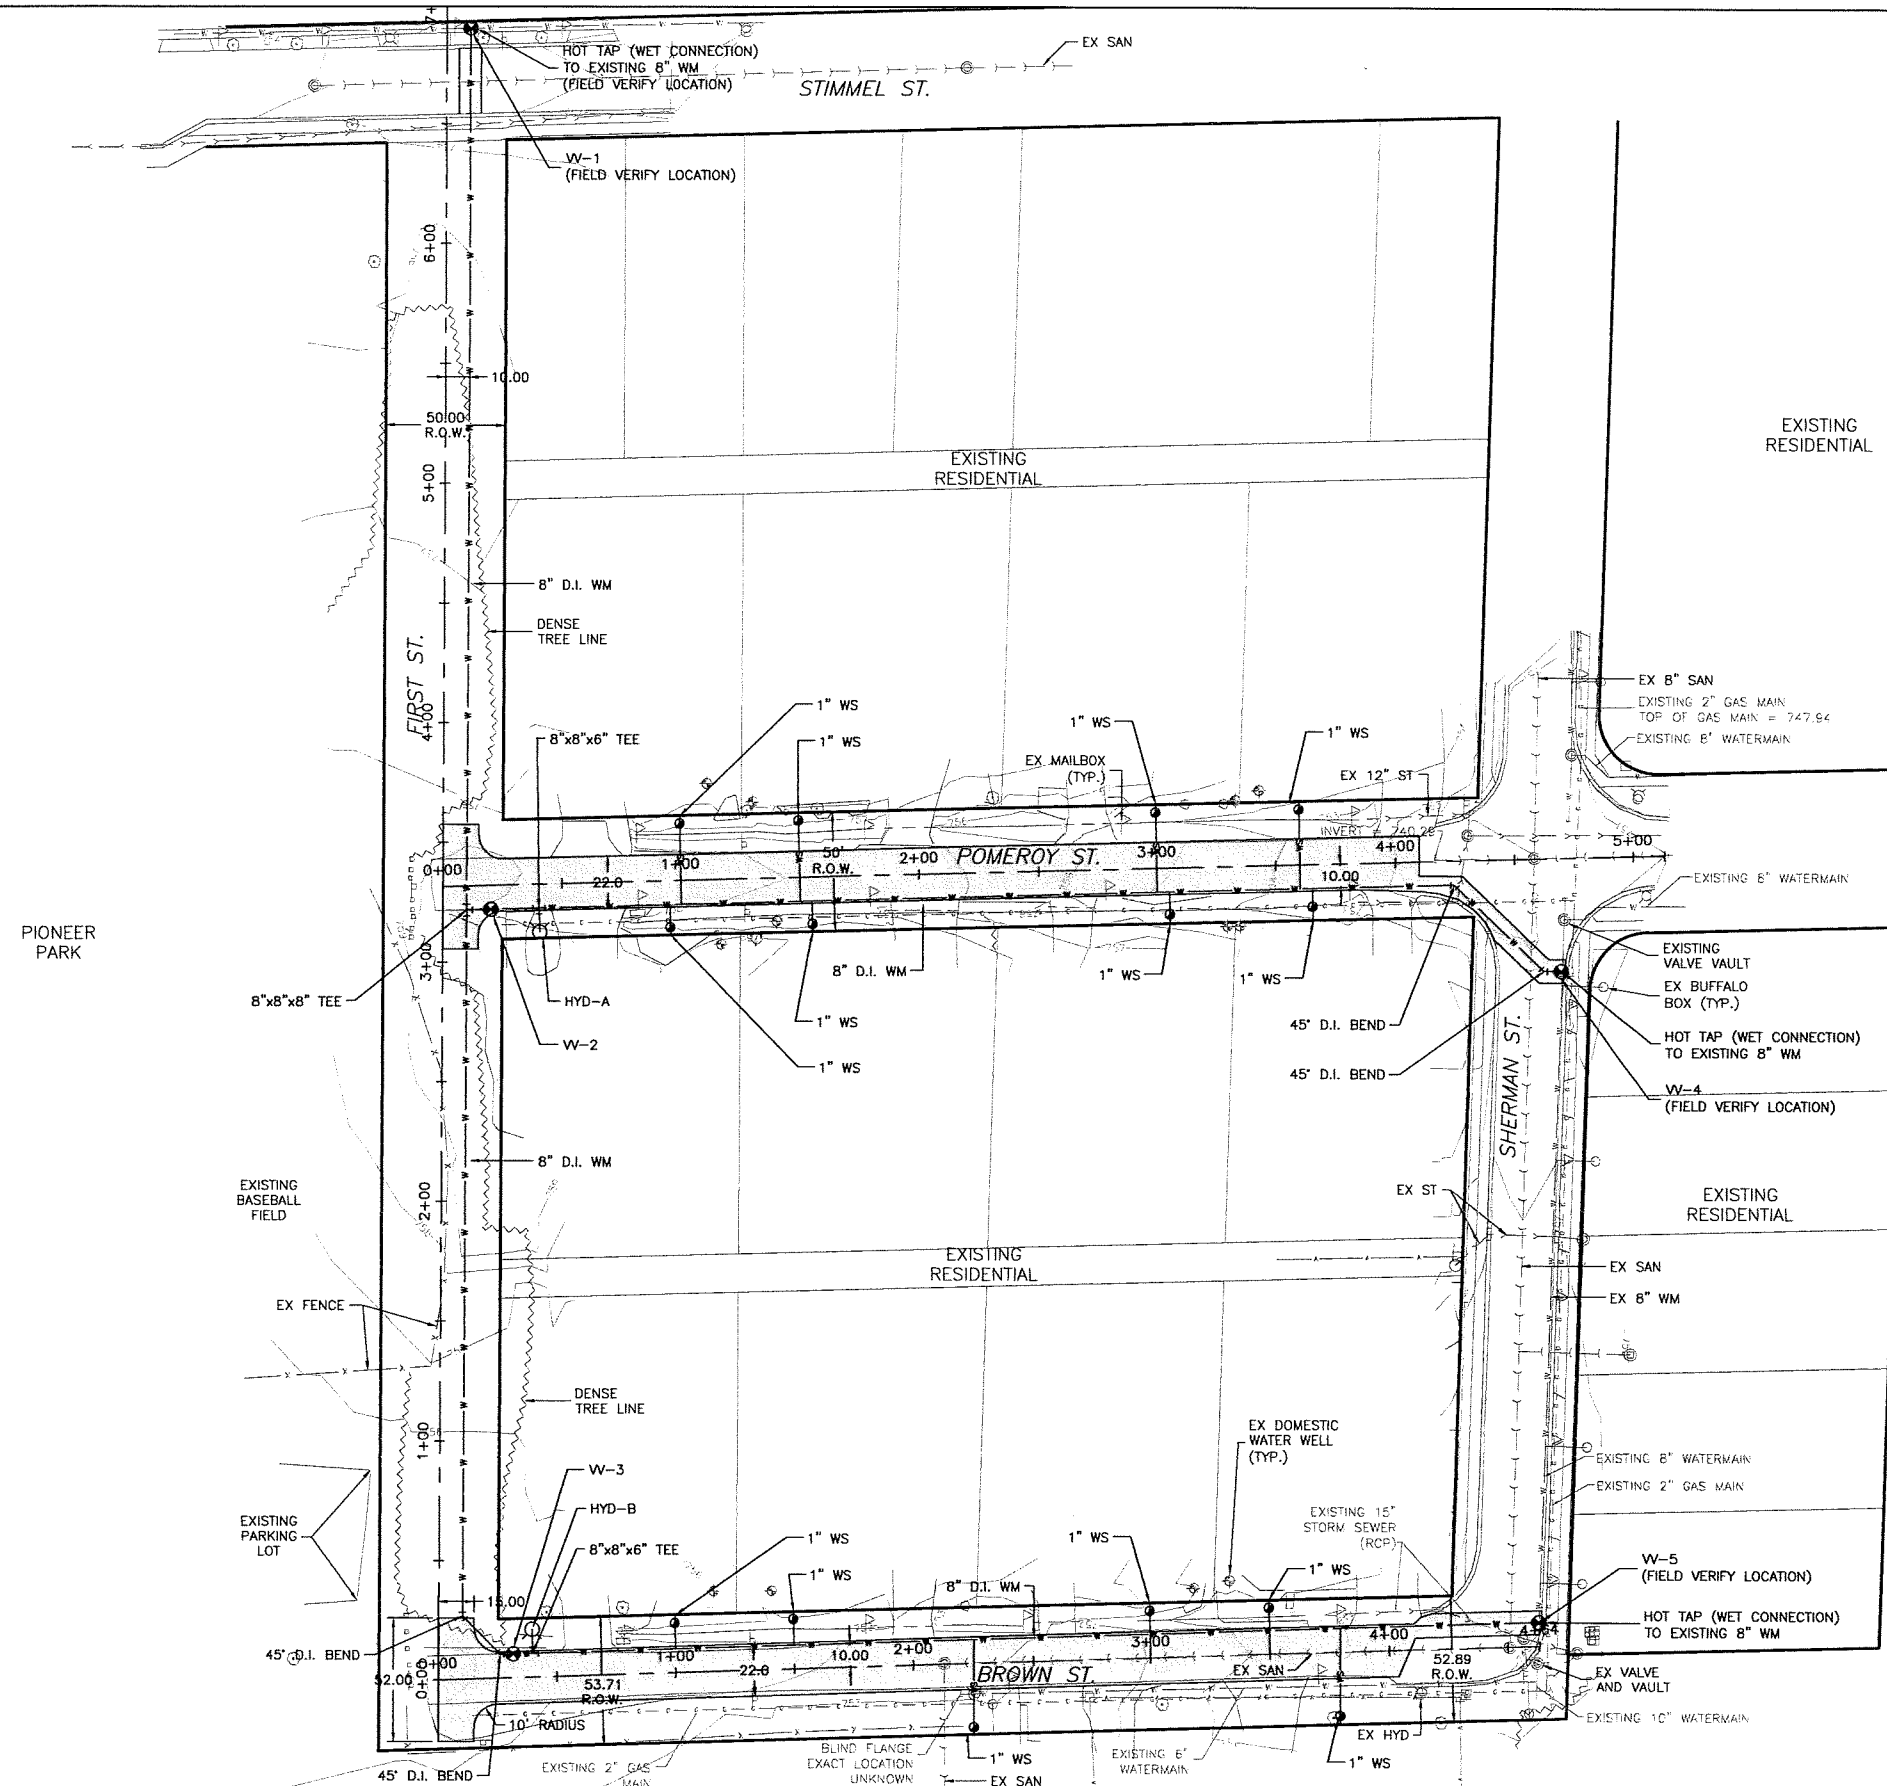 7+
HOT TAP (WET CONNECTION)
TO EXISTING 8" WM
(FIELD VERIFY LOCATION)
EX SAN
STIMMEL ST.
VV-1
(FIELD VERIFY LOCATION)
6+00
10.00
50.00
R.O.W.
EXISTING
RESIDENTIAL
EXISTING
RESIDENTIAL
5+00
8" D.I. WM
DENSE
TREE LINE
FIRST ST.
4+00
EX 8" SAN
EXISTING 2" GAS MAIN
TOP OF GAS MAIN = 747.94
EXISTING 8" WATERMAIN
1" WS
1" WS
1" WS
1" WS
8"x8"x6" TEE
EX MAILBOX
(TYP.)
EX 12" ST
INVERT = 740.29
0+00
1+00
50'
R.O.W.
2+00
POMEROY ST.
3+00
4+00
5+00
22.0
10.00
EXISTING 8" WATERMAIN
PIONEER
PARK
3+00
8"x8"x8" TEE
HYD-A
VV-2
8" D.I. WM
1" WS
1" WS
1" WS
1" WS
EXISTING
VALVE VAULT
EX BUFFALO
BOX (TYP.)
45° D.I. BEND
45° D.I. BEND
HOT TAP (WET CONNECTION)
TO EXISTING 8" WM
VV-4
(FIELD VERIFY LOCATION)
SHERMAN ST.
8" D.I. WM
EXISTING
BASEBALL
FIELD
2+00
EX ST
EXISTING
RESIDENTIAL
EXISTING
RESIDENTIAL
EX SAN
EX FENCE
EX 8" WM
DENSE
TREE LINE
1+00
EX DOMESTIC
WATER WELL
(TYP.)
EXISTING 8" WATERMAIN
EXISTING 2" GAS MAIN
VV-3
HYD-B
8"x8"x6" TEE
EXISTING
PARKING
LOT
1" WS
1" WS
8" D.I. WM
1" WS
1" WS
EXISTING 15"
STORM SEWER
(RCP)
VV-5
(FIELD VERIFY LOCATION)
HOT TAP (WET CONNECTION)
TO EXISTING 8" WM
15.00
45° D.I. BEND
0+00
0+00
52.00
1+00
22.0
10.00
2+00
3+00
4+00
53.71
R.O.W.
BROWN ST.
EX SAN
52.89
R.O.W.
EX VALVE
AND VAULT
10' RADIUS
EXISTING 10" WATERMAIN
45° D.I. BEND
EXISTING 2" GAS
MAIN
BLIND FLANGE
EXACT LOCATION
UNKNOWN
1" WS
EX SAN
EXISTING 6"
WATERMAIN
EX HYD
1" WS